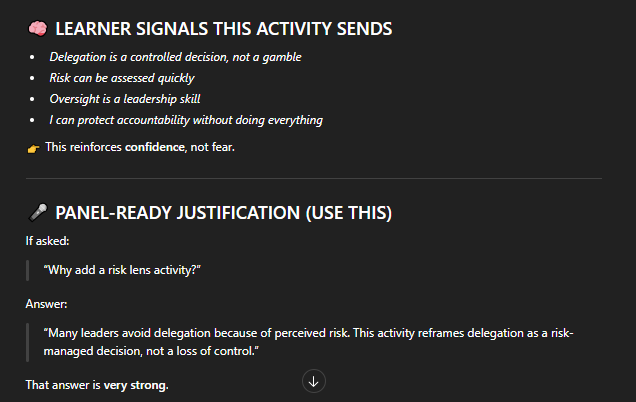 🧠 LEARNER SIGNALS THIS ACTIVITY SENDS
• Delegation is a controlled decision, not a gamble
• Risk can be assessed quickly
• Oversight is a leadership skill
• I can protect accountability without doing everything
👉 This reinforces confidence, not fear.
🎤 PANEL-READY JUSTIFICATION (USE THIS)
If asked:
“Why add a risk lens activity?”
Answer:
“Many leaders avoid delegation because of perceived risk. This activity reframes delegation as a risk-
managed decision, not a loss of control.”
That answer is very strong.